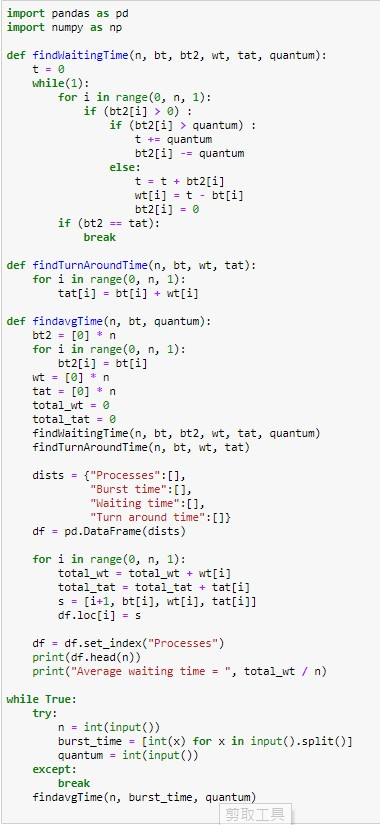 import pandas as pd
import numpy as np

def findWaitingTime(n, bt, bt2, wt, tat, quantum):
    t = 0
    while(1):
        for i in range(0, n, 1):
            if (bt2[i] > 0) :
                if (bt2[i] > quantum) :
                    t += quantum
                    bt2[i] -= quantum
                else:
                    t = t + bt2[i]
                    wt[i] = t - bt[i]
                    bt2[i] = 0
        if (bt2 == tat):
            break

def findTurnAroundTime(n, bt, wt, tat):
    for i in range(0, n, 1):
        tat[i] = bt[i] + wt[i]

def findavgTime(n, bt, quantum):
    bt2 = [0] * n
    for i in range(0, n, 1):
        bt2[i] = bt[i]
    wt = [0] * n
    tat = [0] * n
    total_wt = 0
    total_tat = 0
    findWaitingTime(n, bt, bt2, wt, tat, quantum)
    findTurnAroundTime(n, bt, wt, tat)

    dists = {"Processes":[],
             "Burst time":[],
             "Waiting time":[],
             "Turn around time":[]}
    df = pd.DataFrame(dists)

    for i in range(0, n, 1):
        total_wt = total_wt + wt[i]
        total_tat = total_tat + tat[i]
        s = [i+1, bt[i], wt[i], tat[i]]
        df.loc[i] = s

    df = df.set_index("Processes")
    print(df.head(n))
    print("Average waiting time = ", total_wt / n)

while True:
    try:
        n = int(input())
        burst_time = [int(x) for x in input().split()]
        quantum = int(input())
    except:
        break
    findavgTime(n, burst_time, quantum)
剪取工具